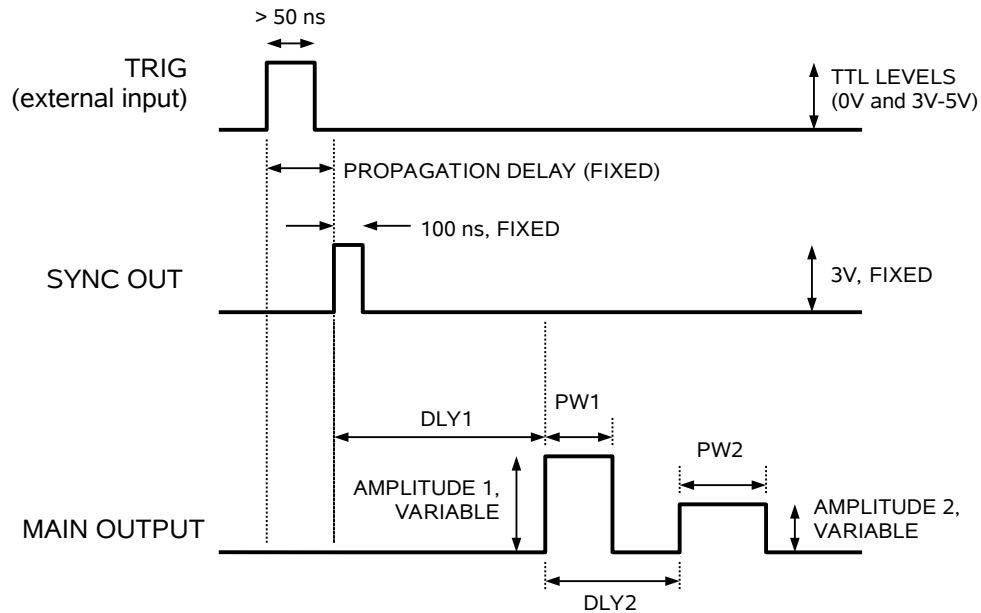 > 50 ns
TRIG
(external input)
TTL LEVELS
(0V and 3V-5V)
PROPAGATION DELAY (FIXED)
100 ns, FIXED
SYNC OUT
3V, FIXED
DLY1
PW1
PW2
AMPLITUDE 1,
VARIABLE
AMPLITUDE 2,
VARIABLE
MAIN OUTPUT
DLY2